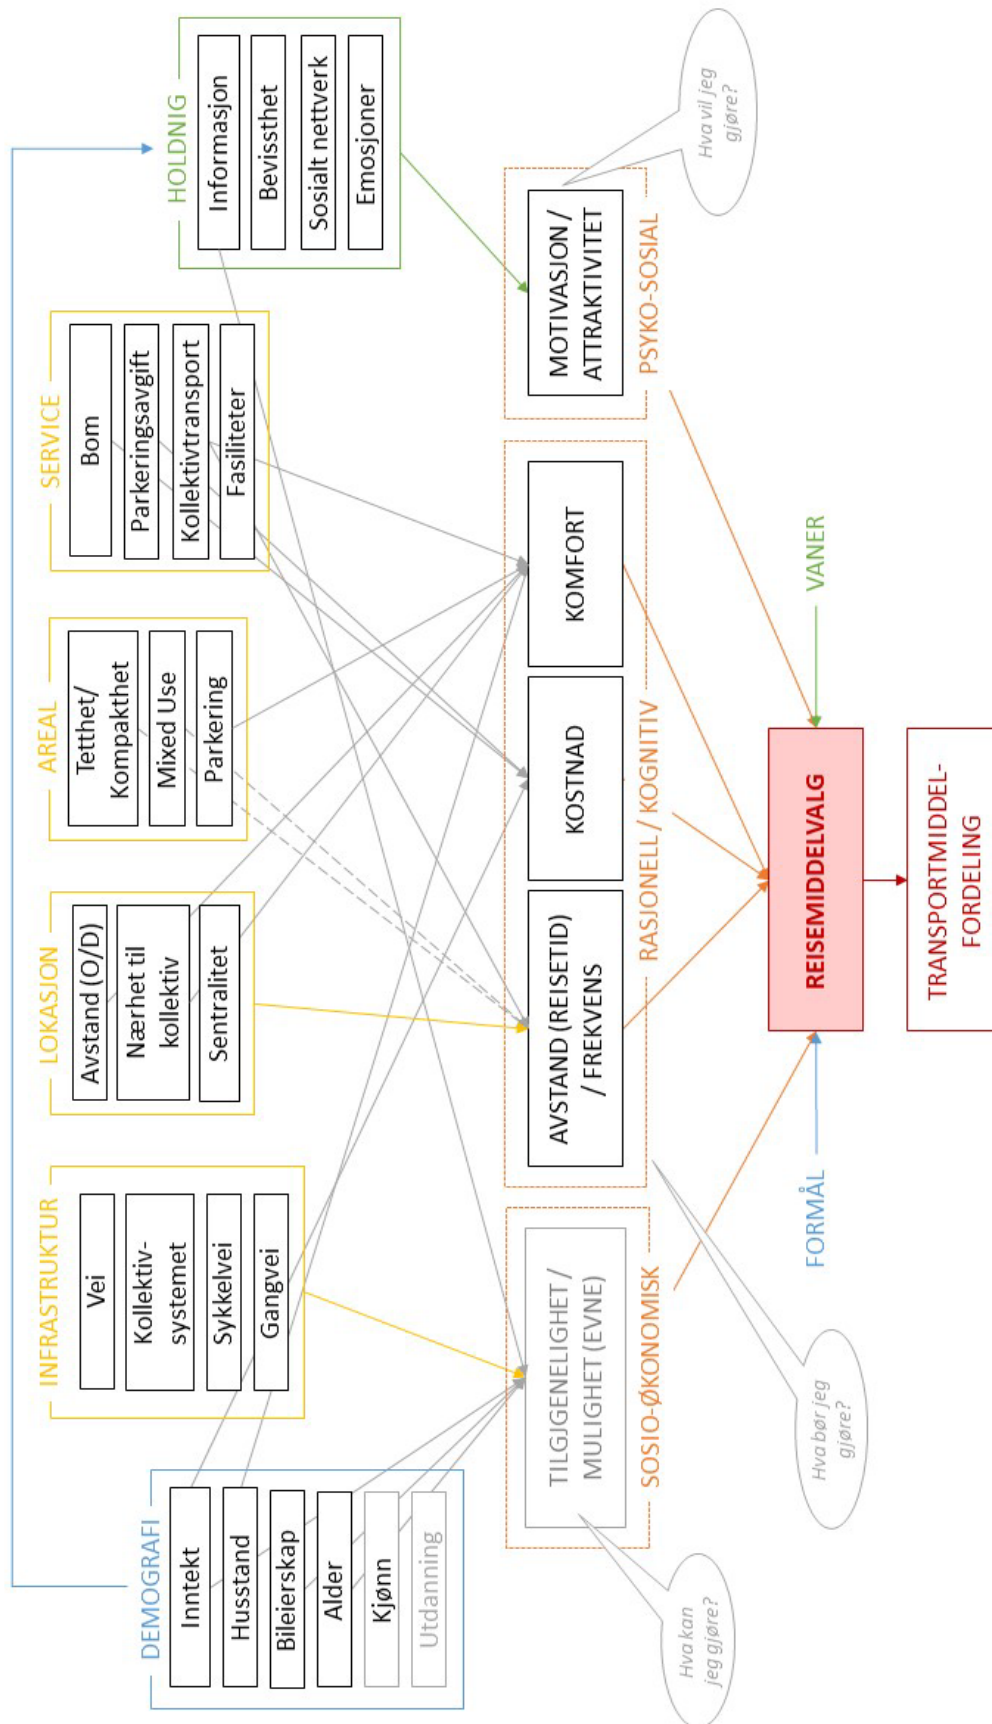 DEMOGRAFI
Inntekt
Husstand
Bileierskap
Alder
Kjønn
Utdanning
INFRASTRUKTUR
Vei
Kollektiv-
systemet
Sykkelvei
Gangvei
LOKASJON
Avstand (O/D)
Nærhet til
kollektiv
Sentralitet
AREAL
Tetthet/
Kompakthet
Mixed Use
Parkering
SERVICE
Bom
Parkeringsavgift
Kollektivtransport
Fasiliteter
HOLDNIG
Informasjon
Bevissthet
Sosialt nettverk
Emosjoner
TILGJGENELIGHET /
MULIGHET (EVNE)
SOSIO-ØKONOMISK
AVSTAND (REISETID)
/ FREKVENS
KOSTNAD
KOMFORT
RASJONELL / KOGNITIV
MOTIVASJON /
ATTRAKTIVITET
PSYKO-SOSIAL
Hva kan
jeg gjøre?
Hva bør jeg
gjøre?
Hva vil jeg
gjøre?
FORMÅL
REISEMIDDELVALG
VANER
TRANSPORTMIDDEL-
FORDELING